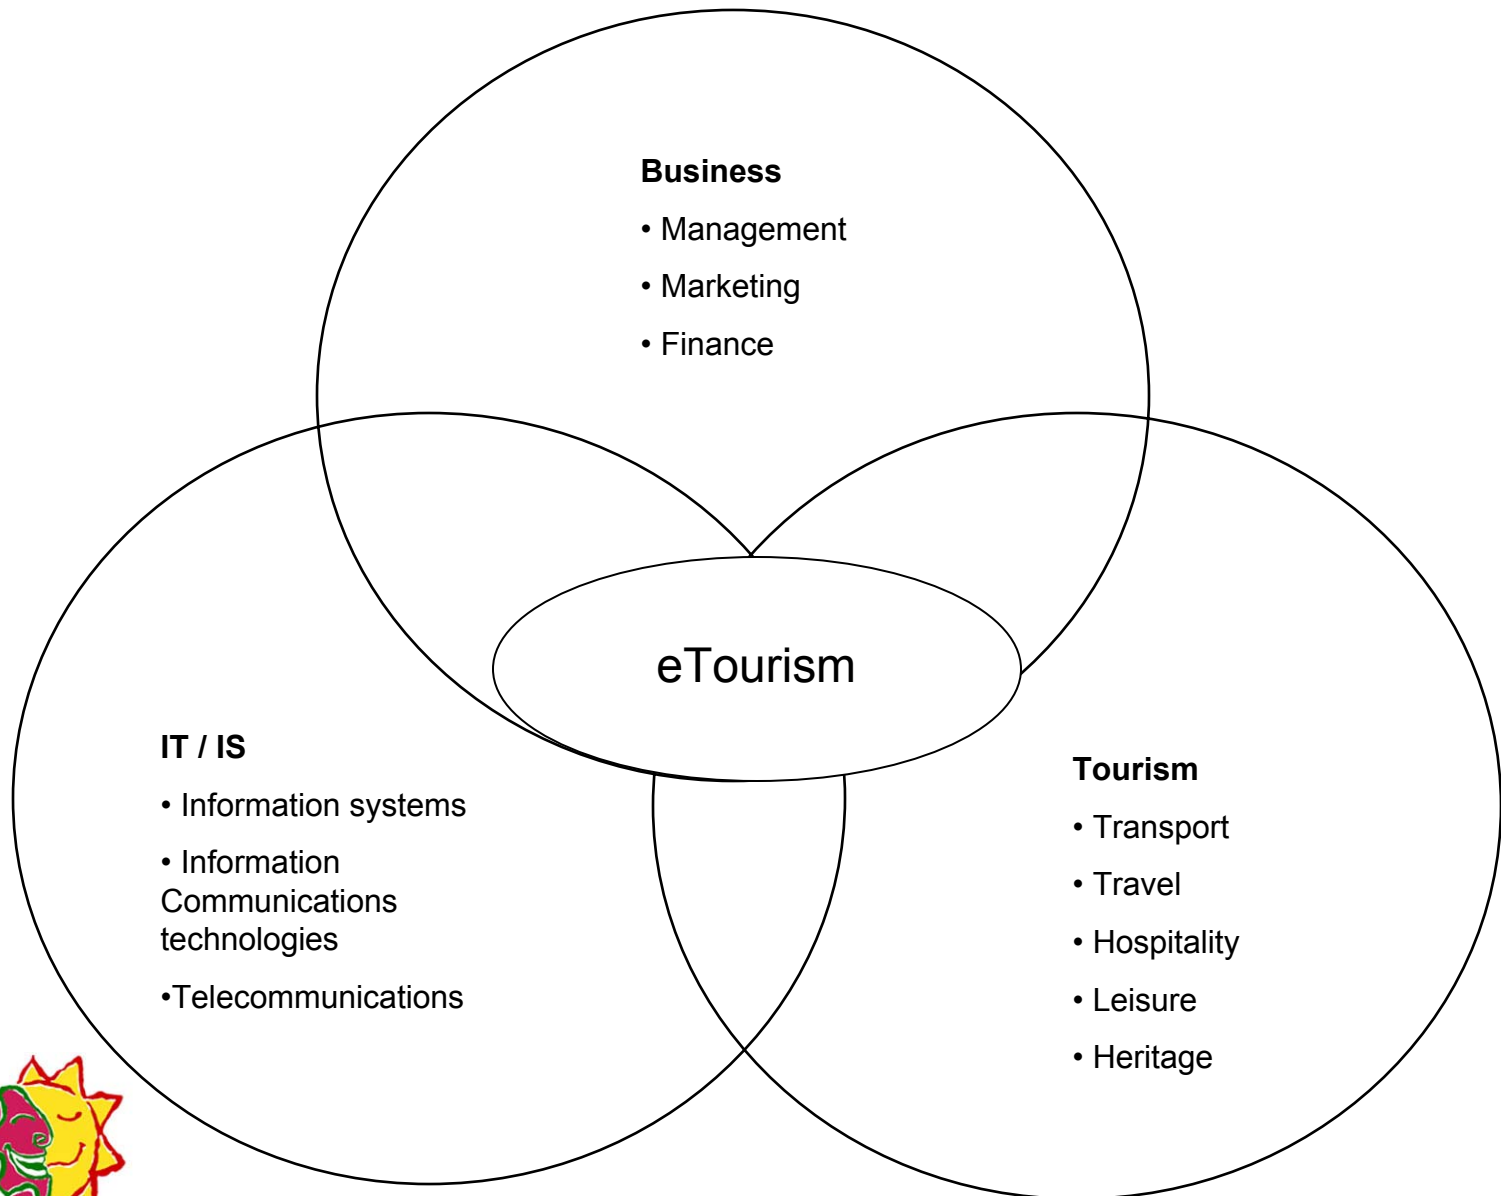 Business
• Management
• Marketing
• Finance
eTourism
IT / IS
• Information systems
• Information
Communications
technologies
•Telecommunications
Tourism
• Transport
• Travel
• Hospitality
• Leisure
• Heritage